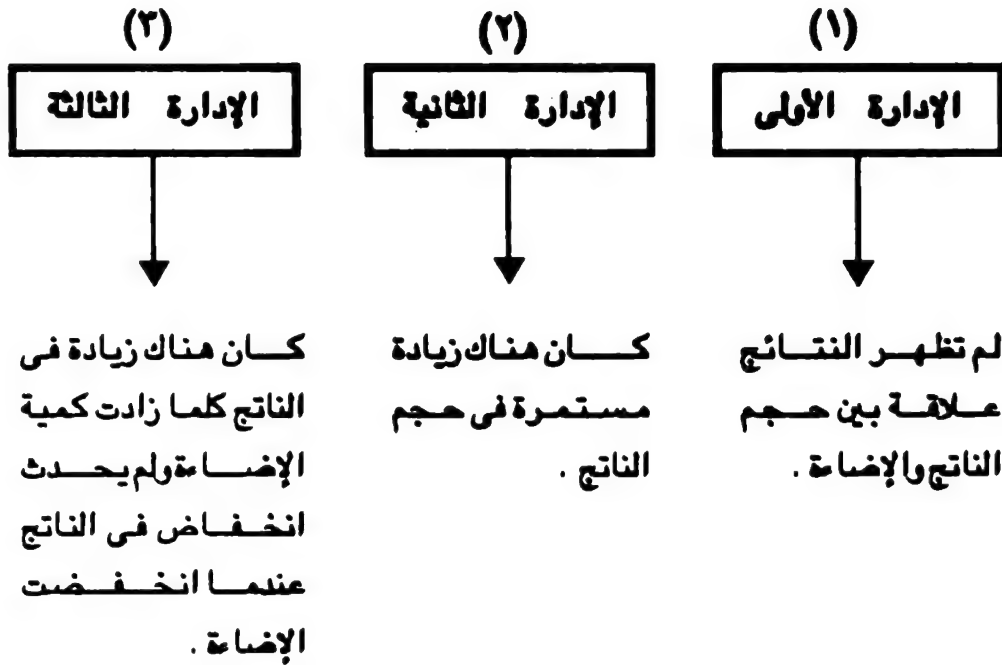 (١)
الإدارة الأولى
لم تظهر النتائج
علاقة بين حجم
الناتج والإضاءة .
(٢)
الإدارة الثانية
كان هناك زيادة
مستمرة فى حجم
الناتج .
(٣)
الإدارة الثالثة
كان هناك زيادة فى
الناتج كلما زادت كمية
الإضاءة ولم يحدث
انخفاض فى الناتج
عندما انخفضت
الإضاءة .